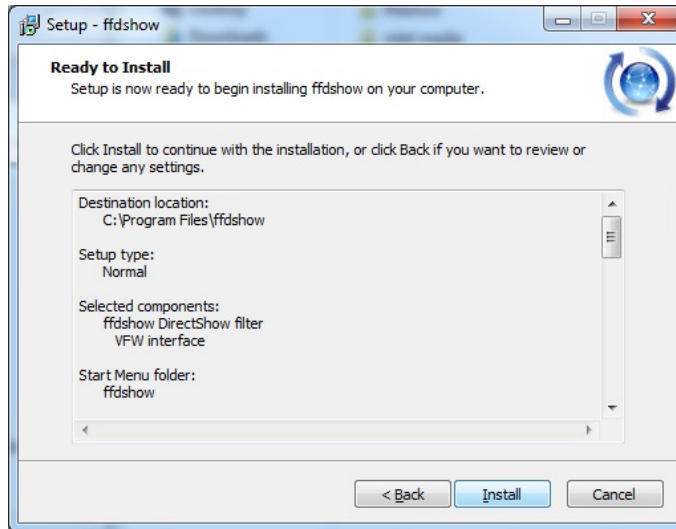 Setup - ffdshow
Ready to Install
Setup is now ready to begin installing ffdshow on your computer.
Click Install to continue with the installation, or click Back if you want to review or
change any settings.
Destination location:
C:\Program Files\ffdshow
Setup type:
Normal
Selected components:
ffdshow DirectShow filter
VFW interface
Start Menu folder:
ffdshow
< Back
Install
Cancel